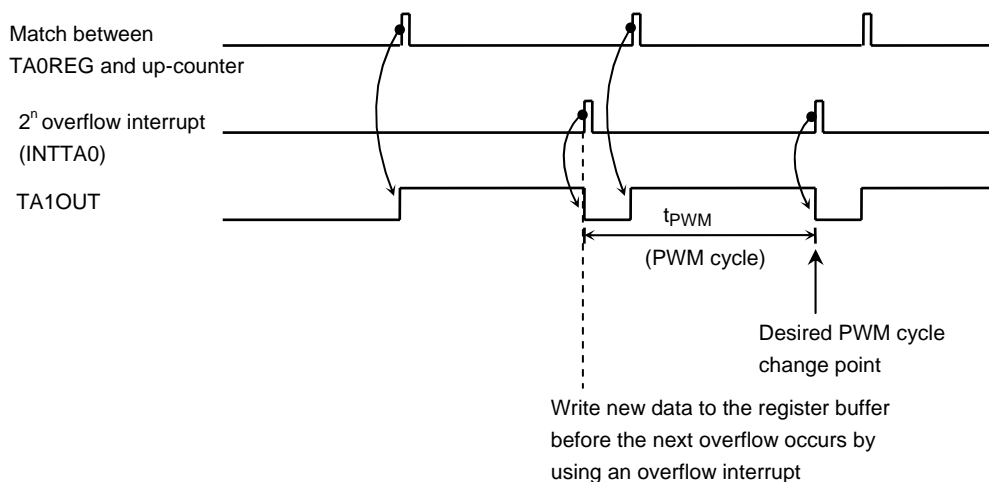 Match between
TA0REG and up-counter
2ⁿ overflow interrupt
(INTTA0)
TA1OUT
tPWM
(PWM cycle)
Desired PWM cycle
change point
Write new data to the register buffer
before the next overflow occurs by
using an overflow interrupt